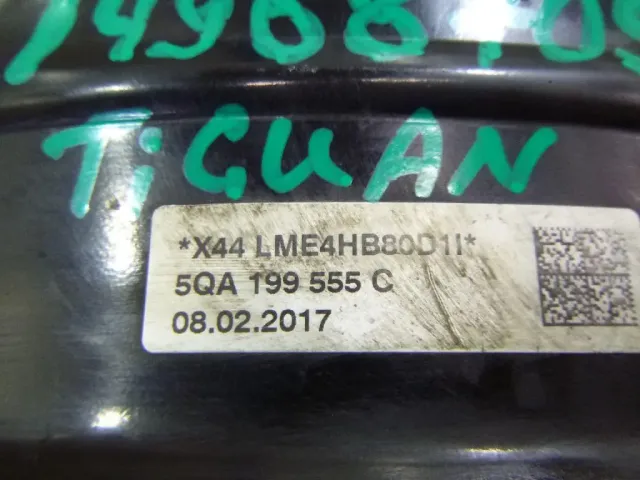 TiGUAN
*X44 LME4HB80D1I*
5QA 199 555 C
08.02.2017